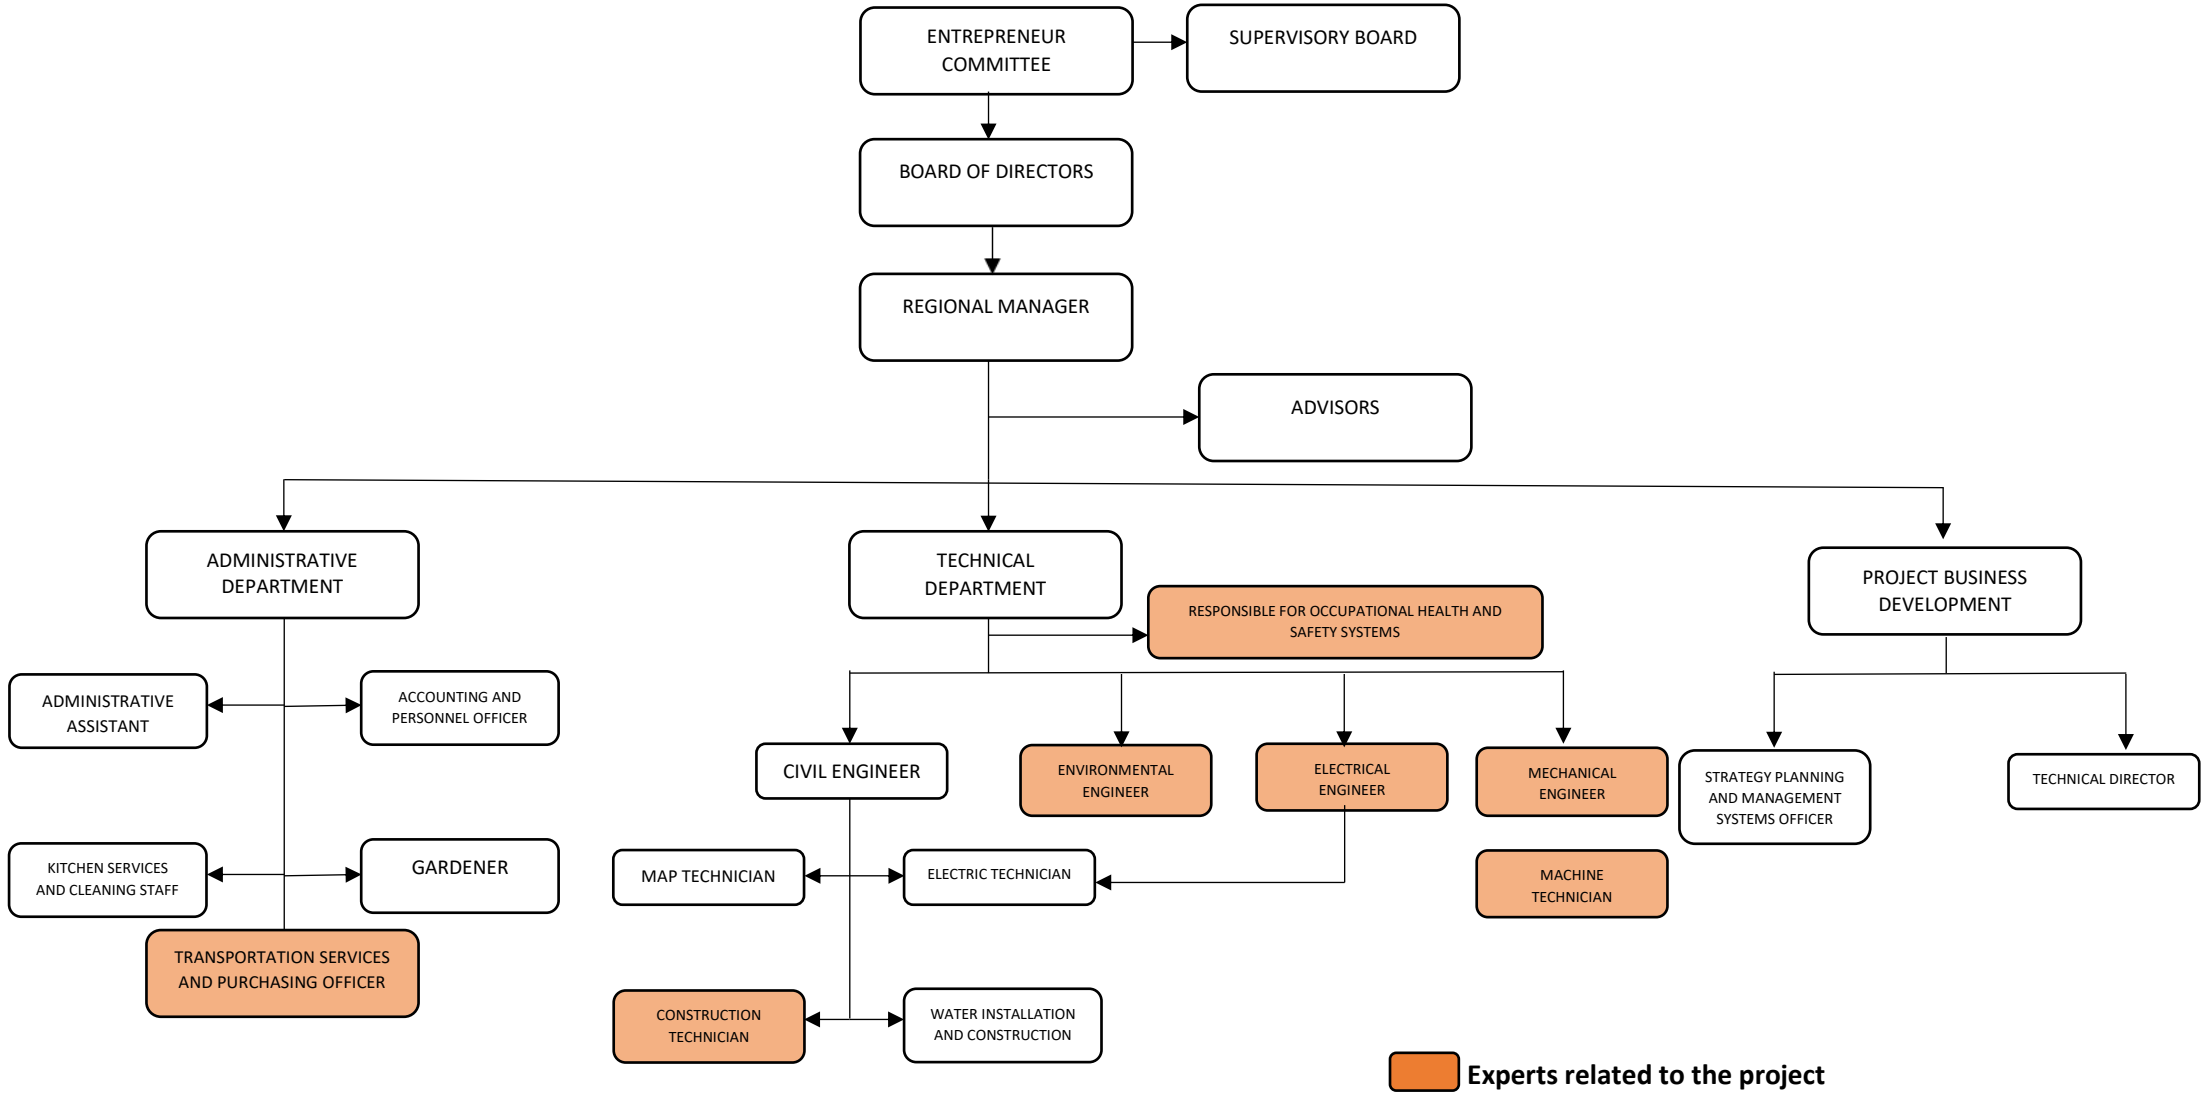 ENTREPRENEUR
COMMITTEE
SUPERVISORY BOARD
BOARD OF DIRECTORS
REGIONAL MANAGER
ADVISORS
ADMINISTRATIVE
DEPARTMENT
TECHNICAL
DEPARTMENT
PROJECT BUSINESS
DEVELOPMENT
RESPONSIBLE FOR OCCUPATIONAL HEALTH AND
SAFETY SYSTEMS
ADMINISTRATIVE
ASSISTANT
ACCOUNTING AND
PERSONNEL OFFICER
CIVIL ENGINEER
ENVIRONMENTAL
ENGINEER
ELECTRICAL
ENGINEER
MECHANICAL
ENGINEER
STRATEGY PLANNING
AND MANAGEMENT
SYSTEMS OFFICER
TECHNICAL DIRECTOR
KITCHEN SERVICES
AND CLEANING STAFF
GARDENER
MAP TECHNICIAN
ELECTRIC TECHNICIAN
MACHINE
TECHNICIAN
TRANSPORTATION SERVICES
AND PURCHASING OFFICER
CONSTRUCTION
TECHNICIAN
WATER INSTALLATION
AND CONSTRUCTION
Experts related to the project